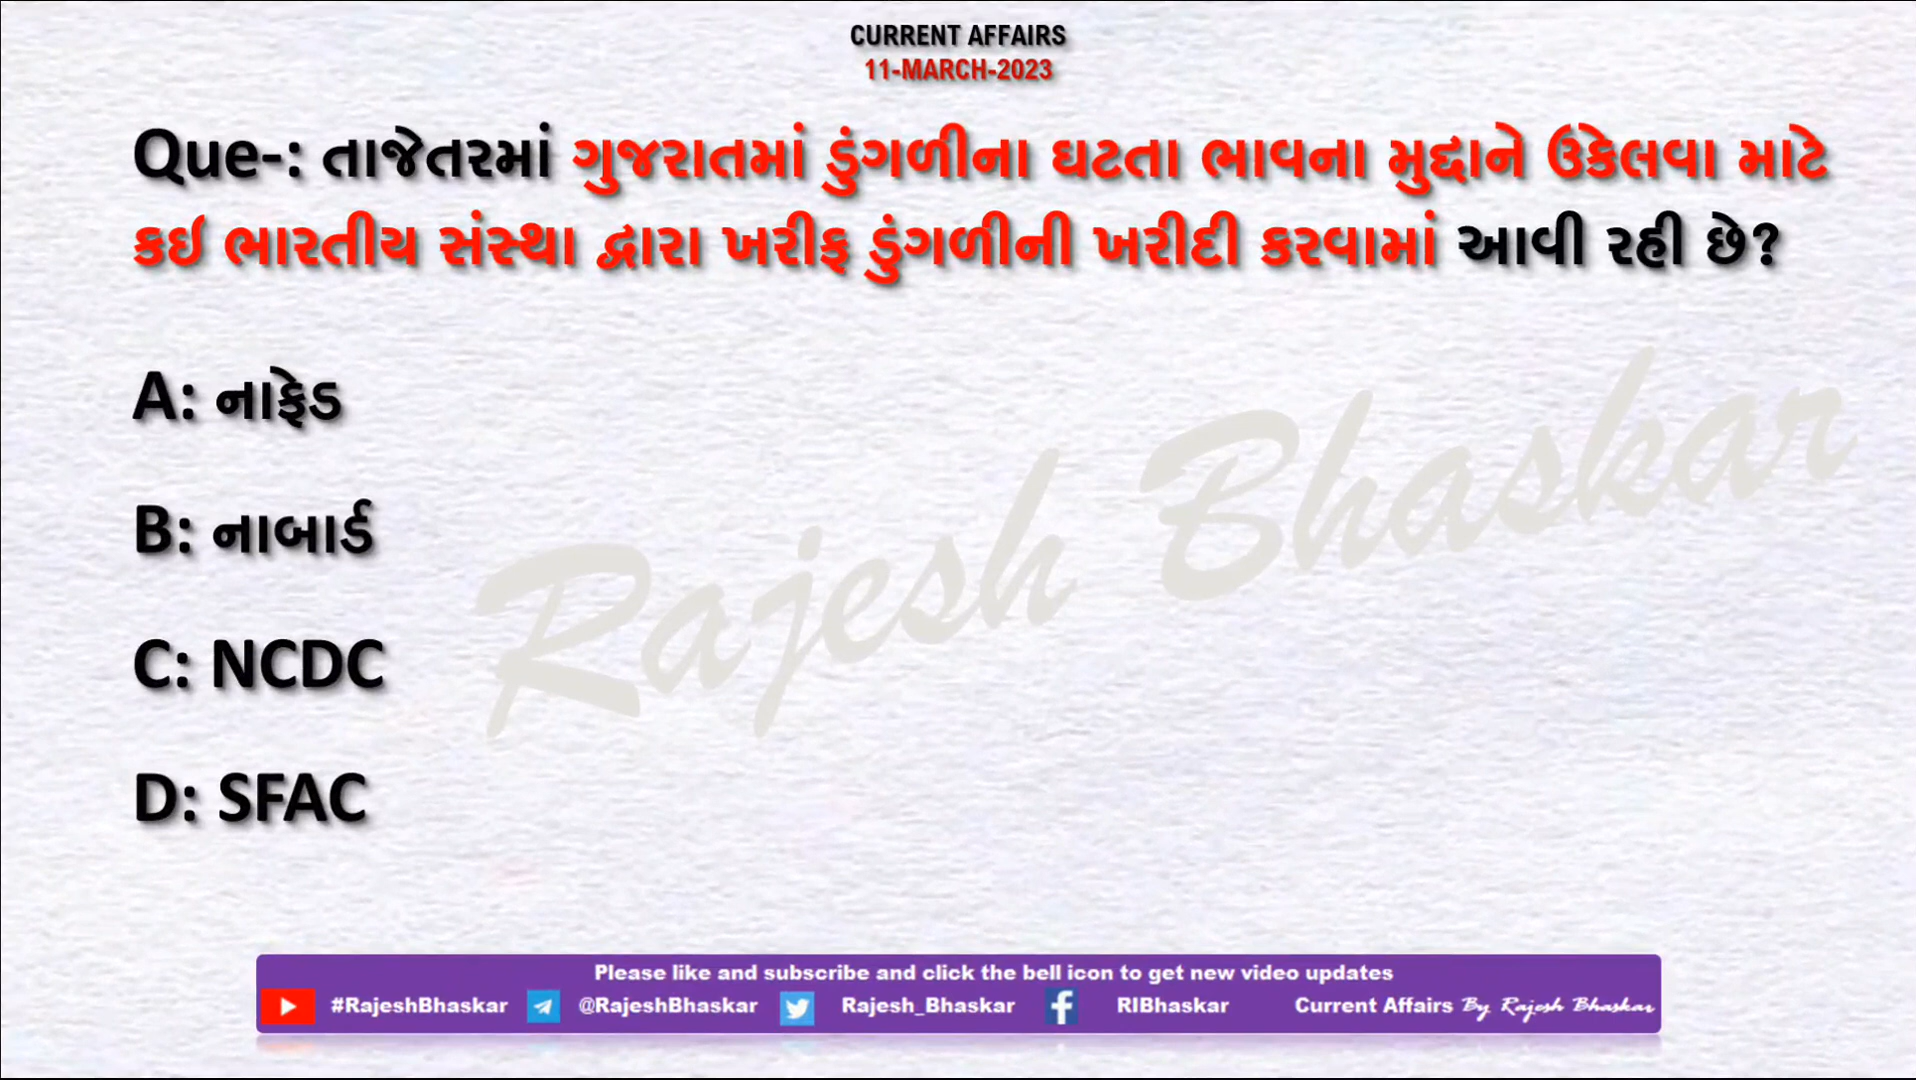 CURRENT AFFAIRS
11-MARCH-2023
Que-: તાજેતરમાં ગુજરાતમાં ડુંગળીના ઘટતા ભાવના મુદ્દાને ઉકેલવા માટે
કઇ ભારતીય સંસ્થા દ્વારા ખરીફ ડુંગળીની ખરીદી કરવામાં આવી રહી છે?
A: નાફેડ
B: નાબાર્ડ
C: NCDC
D: SFAC
Rajesh Bhaskar
Please like and subscribe and click the bell icon to get new video updates
#RajeshBhaskar @RajeshBhaskar Rajesh_Bhaskar RIBhaskar Current Affairs By Rajesh Bhaskar